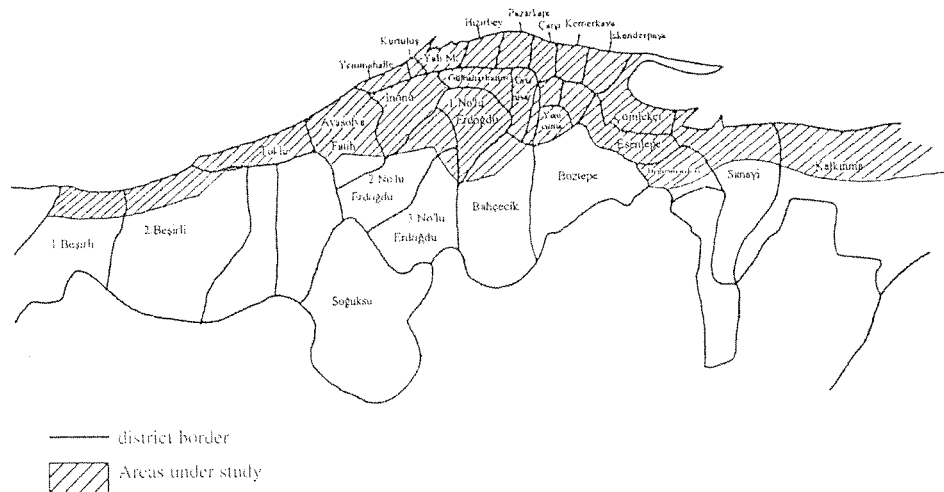 Pazarkapı
Hızırbey
Çarşı
Kemerkaya
İskenderpaşa
Kurtuluş
Yalı M.
Yenimahalle
Gülbaharhatun
İnönü
1 No'lu
Erdoğdu
Ayasofya
Fatih
Toklu
Çömlekçi
Esentepe
2 No'lu
Erdoğdu
Boztepe
Sanayi
Kalkınma
Bahçecik
3 No'lu
Erdoğdu
1.Beşirli
2.Beşirli
Soğuksu
district border
Areas under study